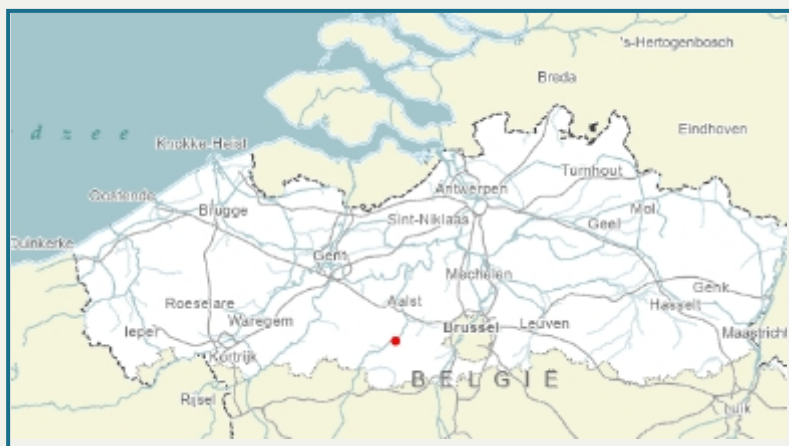 's-Hertogenbosch
Breda
d z e e
Eindhoven
Knokke-Heist
Turnhout
Antwerpen
Oostende
Mol
Brugge
Sint-Niklaas
Geel
Duinkerke
Gent
Mechelen
Genk
Roeselare
Aalst
Hasselt
Waregem
Brussel
Leuven
Ieper
Maastricht
Kortrijk
BELGIË
Rijsel
Luik